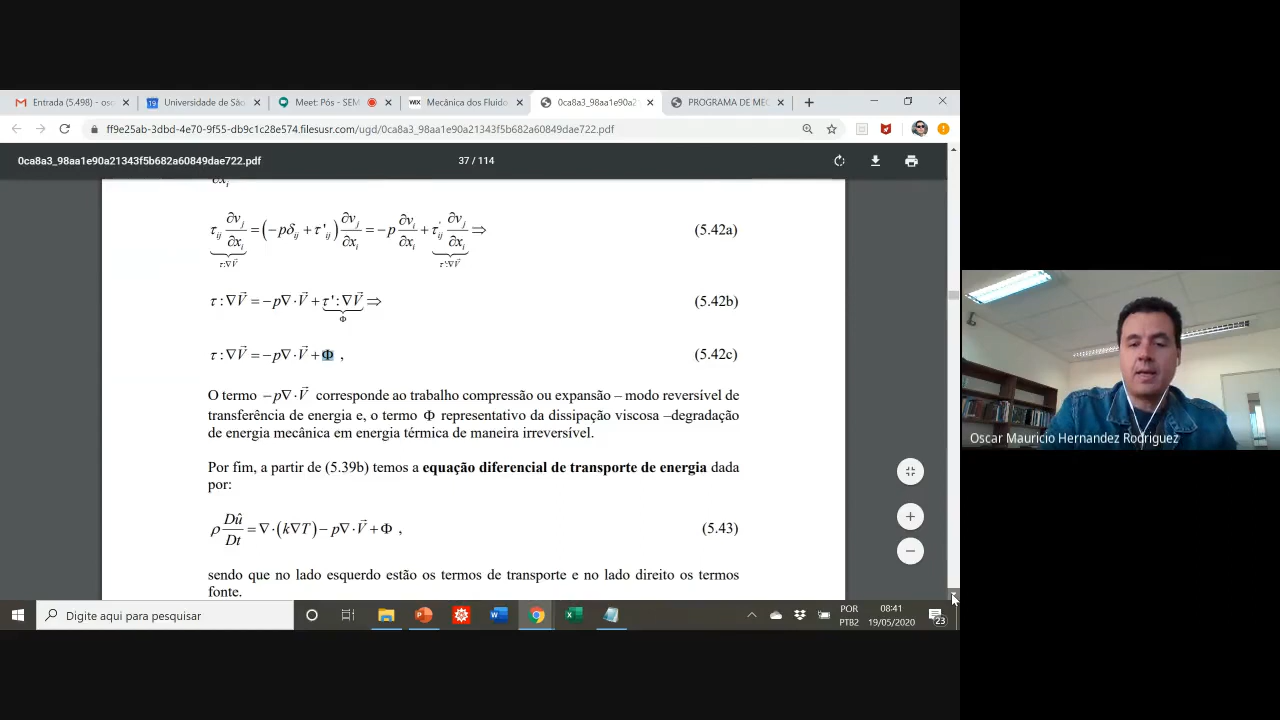 Entrada (5.498) - os
Universidade de São
Meet: Pós - SEM
Mecânica dos Fluido
0ca8a3_98aa1e90a2
PROGRAMA DE MEC
ff9e25ab-3dbd-4e70-9f55-db9c1c28e574.filesusr.com/ugd/0ca8a3_98aa1e90a21343f5b682a60849dae722.pdf
0ca8a3_98aa1e90a21343f5b682a60849dae722.pdf 37 / 114
∂x_i
τ_ij ∂v_j/∂x_i = (−pδ_ij + τ'_ij) ∂v_j/∂x_i = −p ∂v_i/∂x_i + τ'_ij ∂v_j/∂x_i ⇒ (5.42a)
τ:∇V⃗ τ':∇V⃗
τ : ∇V⃗ = −p∇·V⃗ + τ' : ∇V⃗ ⇒ (5.42b)
Φ
τ : ∇V⃗ = −p∇·V⃗ + Φ , (5.42c)
O termo −p∇·V⃗ corresponde ao trabalho compressão ou expansão – modo reversível de
transferência de energia e, o termo Φ representativo da dissipação viscosa –degradação
de energia mecânica em energia térmica de maneira irreversível.
Por fim, a partir de (5.39b) temos a equação diferencial de transporte de energia dada
por:
ρ Dû/Dt = ∇·(k∇T) − p∇·V⃗ + Φ , (5.43)
sendo que no lado esquerdo estão os termos de transporte e no lado direito os termos
fonte.
Oscar Mauricio Hernandez Rodriguez
Digite aqui para pesquisar
POR
PTB2
08:41
19/05/2020
23